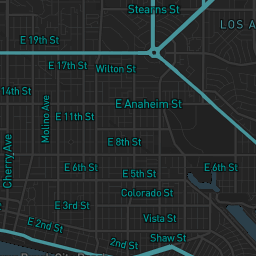 Stearns St
LOS A
E 19th St
E 17th St
Wilton St
14th St
E Anaheim St
Molino Ave
E 11th St
E 8th St
Cherry Ave
E 6th St
E 6th St
E 5th St
Colorado St
E 3rd St
E 2nd St
Vista St
2nd St
Shaw St